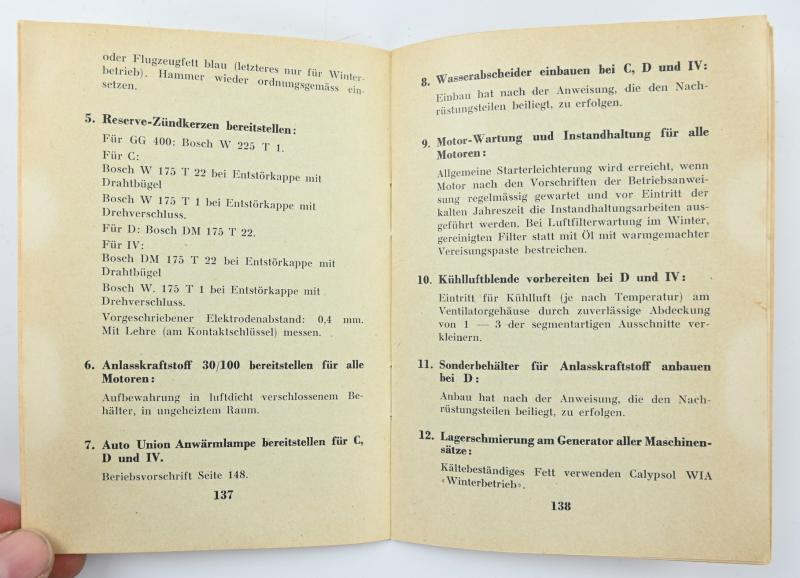 oder Flugzeugfett blau (letzteres nur für Winter-
betrieb). Hammer wieder ordnungsgemäss ein-
setzen.
5. Reserve-Zündkerzen bereitstellen:
Für GG 400: Bosch W 225 T 1.
Für C:
Bosch W 175 T 22 bei Entstörkappe mit
Drahtbügel
Bosch W 175 T 1 bei Entstörkappe mit
Drehverschluss.
Für D: Bosch DM 175 T 22.
Für IV:
Bosch DM 175 T 22 bei Entstörkappe mit
Drahtbügel
Bosch W. 175 T 1 bei Entstörkappe mit
Drehverschluss.
Vorgeschriebener Elektrodenabstand: 0,4 mm.
Mit Lehre (am Kontaktschlüssel) messen.
6. Anlasskraftstoff 30/100 bereitstellen für alle
Motoren:
Aufbewahrung in luftdicht verschlossenem Be-
hälter, in ungeheiztem Raum.
7. Auto Union Anwärmlampe bereitstellen für C,
D und IV.
Beriebsvorschrift Seite 148.
137
8. Wasserabscheider einbauen bei C, D und IV:
Einbau hat nach der Anweisung, die den Nach-
rüstungsteilen beiliegt, zu erfolgen.
9. Motor-Wartung und Instandhaltung für alle
Motoren:
Allgemeine Starterleichterung wird erreicht, wenn
Motor nach den Vorschriften der Betriebsanwei-
sung regelmässig gewartet und vor Eintritt der
kalten Jahreszeit die Instandhaltungsarbeiten aus-
geführt werden. Bei Luftfilterwartung im Winter,
gereinigten Filter statt mit Öl mit warmgemachter
Vereisungspaste bestreichen.
10. Kühlluftblende vorbereiten bei D und IV:
Eintritt für Kühlluft (je nach Temperatur) am
Ventilatorgehäuse durch zuverlässige Abdeckung
von 1 — 3 der segmentartigen Ausschnitte ver-
kleinern.
11. Sonderbehälter für Anlasskraftstoff anbauen
bei D:
Anbau hat nach der Anweisung, die den Nach-
rüstungsteilen beiliegt, zu erfolgen.
12. Lagerschmierung am Generator aller Maschinen-
sätze:
Kältebeständiges Fett verwenden Calypsol WIA
«Winterbetrieb».
138